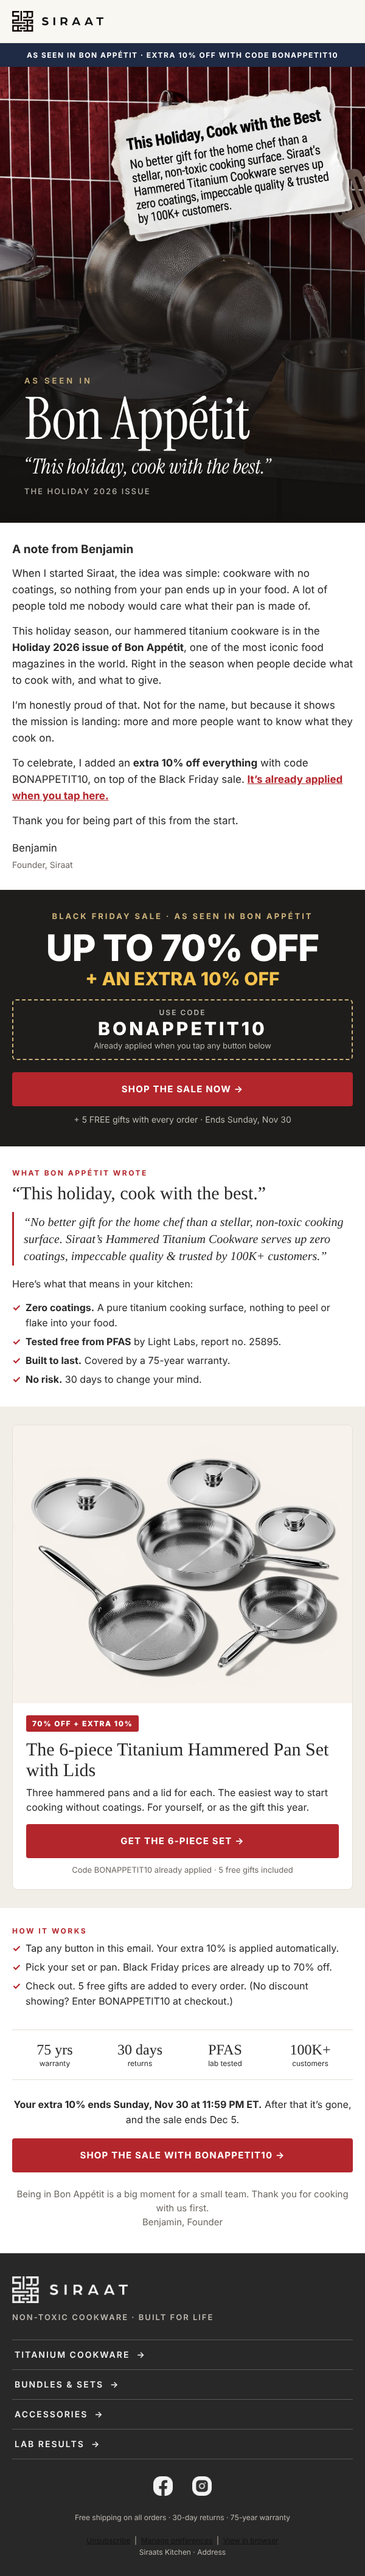 SIRAAT
AS SEEN IN BON APPÉTIT · EXTRA 10% OFF WITH CODE BONAPPETIT10
This Holiday, Cook with the Best
No better gift for the home chef than a
stellar, non-toxic cooking surface. Siraat's
Hammered Titanium Cookware serves up
zero coatings, impeccable quality & trusted
by 100K+ customers.
AS SEEN IN
Bon Appétit
“This holiday, cook with the best.”
THE HOLIDAY 2026 ISSUE
A note from Benjamin
When I started Siraat, the idea was simple: cookware with no
coatings, so nothing from your pan ends up in your food. A lot of
people told me nobody would care what their pan is made of.
This holiday season, our hammered titanium cookware is in the
Holiday 2026 issue of Bon Appétit, one of the most iconic food
magazines in the world. Right in the season when people decide what
to cook with, and what to give.
I’m honestly proud of that. Not for the name, but because it shows
the mission is landing: more and more people want to know what they
cook on.
To celebrate, I added an extra 10% off everything with code
BONAPPETIT10, on top of the Black Friday sale. It’s already applied
when you tap here.
Thank you for being part of this from the start.
Benjamin
Founder, Siraat
BLACK FRIDAY SALE · AS SEEN IN BON APPÉTIT
UP TO 70% OFF
+ AN EXTRA 10% OFF
USE CODE
BONAPPETIT10
Already applied when you tap any button below
SHOP THE SALE NOW →
+ 5 FREE gifts with every order · Ends Sunday, Nov 30
WHAT BON APPÉTIT WROTE
“This holiday, cook with the best.”
“No better gift for the home chef than a stellar, non-toxic cooking
surface. Siraat’s Hammered Titanium Cookware serves up zero
coatings, impeccable quality & trusted by 100K+ customers.”
Here’s what that means in your kitchen:
✓ Zero coatings. A pure titanium cooking surface, nothing to peel or
flake into your food.
✓ Tested free from PFAS by Light Labs, report no. 25895.
✓ Built to last. Covered by a 75-year warranty.
✓ No risk. 30 days to change your mind.
70% OFF + EXTRA 10%
The 6-piece Titanium Hammered Pan Set
with Lids
Three hammered pans and a lid for each. The easiest way to start
cooking without coatings. For yourself, or as the gift this year.
GET THE 6-PIECE SET →
Code BONAPPETIT10 already applied · 5 free gifts included
HOW IT WORKS
✓ Tap any button in this email. Your extra 10% is applied automatically.
✓ Pick your set or pan. Black Friday prices are already up to 70% off.
✓ Check out. 5 free gifts are added to every order. (No discount
showing? Enter BONAPPETIT10 at checkout.)
75 yrs 30 days PFAS 100K+
warranty returns lab tested customers
Your extra 10% ends Sunday, Nov 30 at 11:59 PM ET. After that it’s gone,
and the sale ends Dec 5.
SHOP THE SALE WITH BONAPPETIT10 →
Being in Bon Appétit is a big moment for a small team. Thank you for cooking
with us first.
Benjamin, Founder
SIRAAT
NON-TOXIC COOKWARE · BUILT FOR LIFE
TITANIUM COOKWARE →
BUNDLES & SETS →
ACCESSORIES →
LAB RESULTS →
Free shipping on all orders · 30-day returns · 75-year warranty
Unsubscribe | Manage preferences | View in browser
Siraats Kitchen · Address